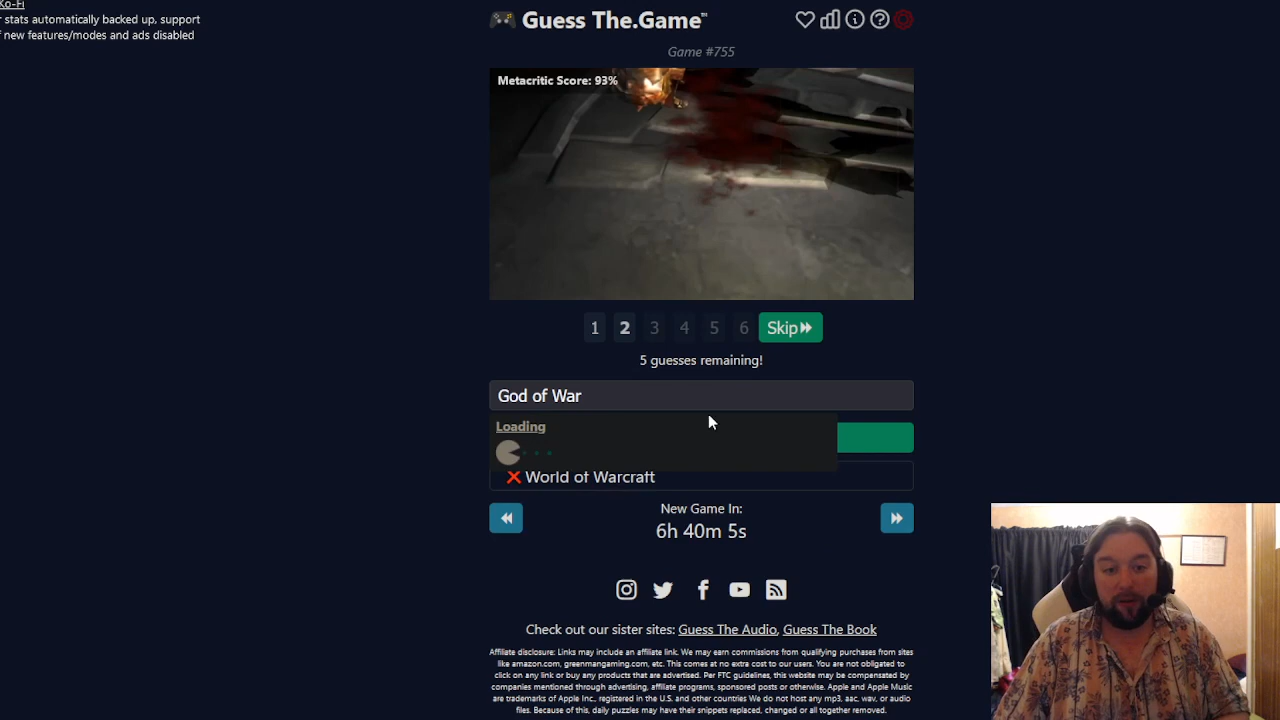 Ko-Fi
r stats automatically backed up, support
f new features/modes and ads disabled
Guess The.Game™
Game #755
Metacritic Score: 93%
1 2 3 4 5 6 Skip
5 guesses remaining!
God of War
Loading
World of Warcraft
New Game In:
6h 40m 5s
Check out our sister sites: Guess The Audio, Guess The Book
Affiliate disclosure: Links may include an affiliate link. We may earn commissions from qualifying purchases from sites
like amazon.com, greenmangaming.com, etc. This comes at no extra cost to our users. You are not obligated to
click on any link or buy any products that are advertised. Per FTC guidelines, this website may be compensated by
companies mentioned through advertising, affiliate programs, sponsored posts or otherwise. Apple and Apple Music
are trademarks of Apple Inc., registered in the U.S. and other countries We do not host any mp3, aac, wav, or audio
files. Because of this, daily puzzles may have their snippets replaced, changed or all together removed.